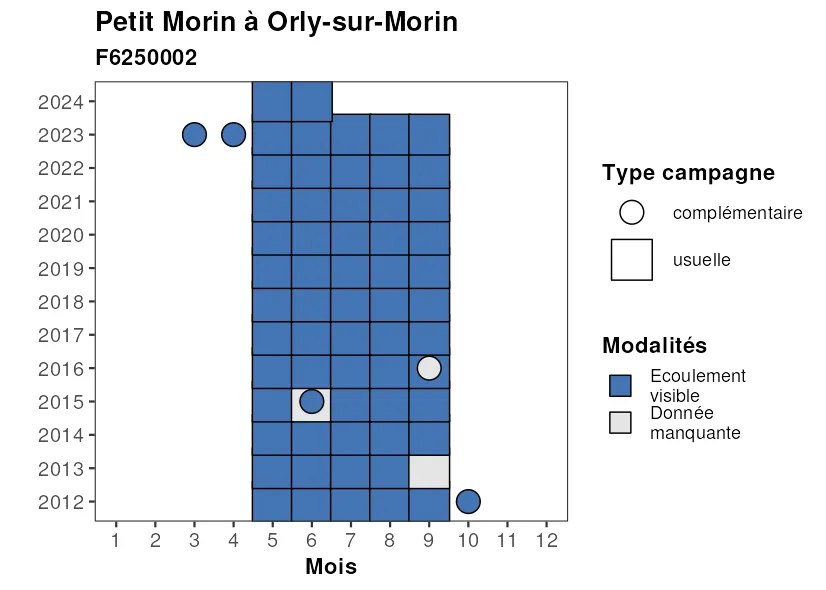 Petit Morin à Orly-sur-Morin
F6250002
2024
2023
2022
2021
2020
2019
2018
2017
2016
2015
2014
2013
2012
1 2 3 4 5 6 7 8 9 10 11 12
Mois
Type campagne
complémentaire
usuelle
Modalités
Ecoulement
visible
Donnée
manquante